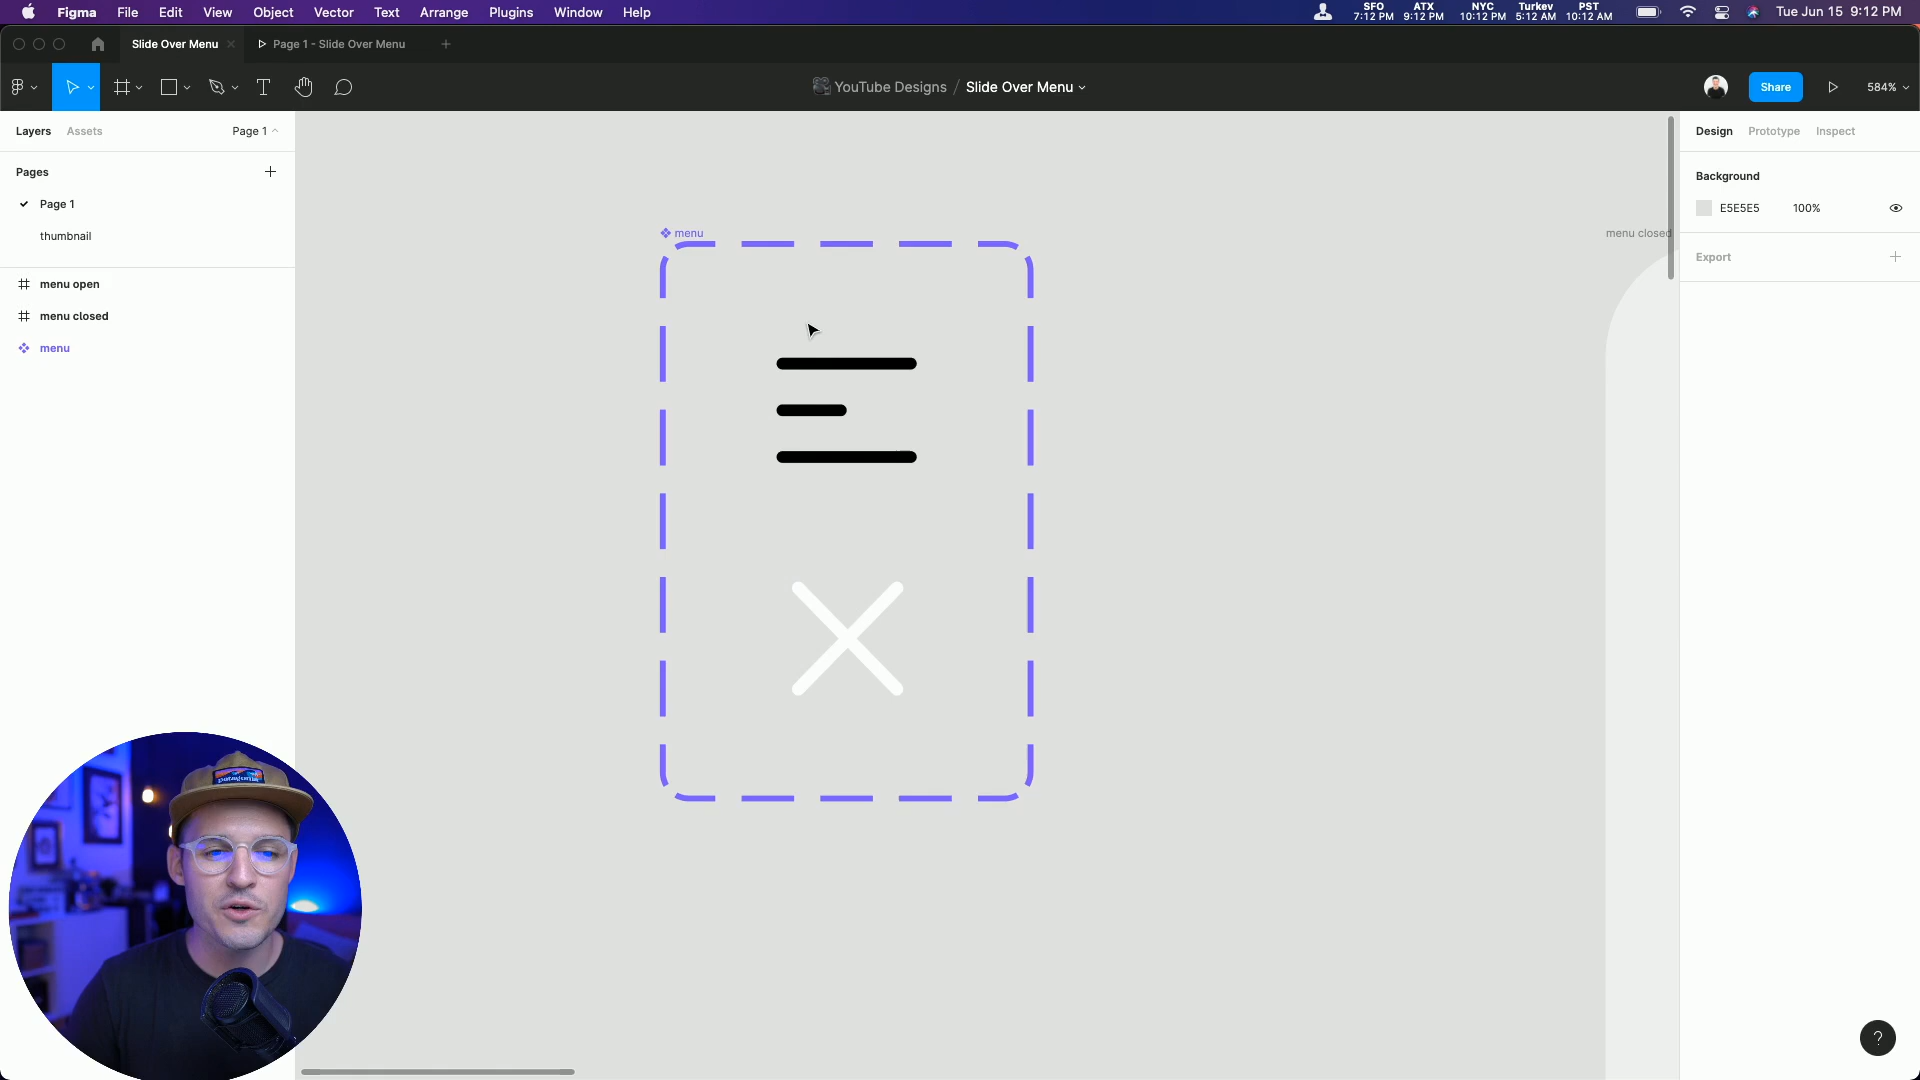 Figma File Edit View Object Vector Text Arrange Plugins Window Help
SFO ATX NYC Turkey PST
7:12 PM 9:12 PM 10:12 PM 5:12 AM 10:12 AM
Tue Jun 15 9:12 PM
Slide Over Menu
Page 1 - Slide Over Menu
YouTube Designs / Slide Over Menu
Share
584%
Layers Assets Page 1
Pages
Page 1
thumbnail
menu open
menu closed
menu
menu
menu closed
Design Prototype Inspect
Background
E5E5E5 100%
Export
patagonia
?